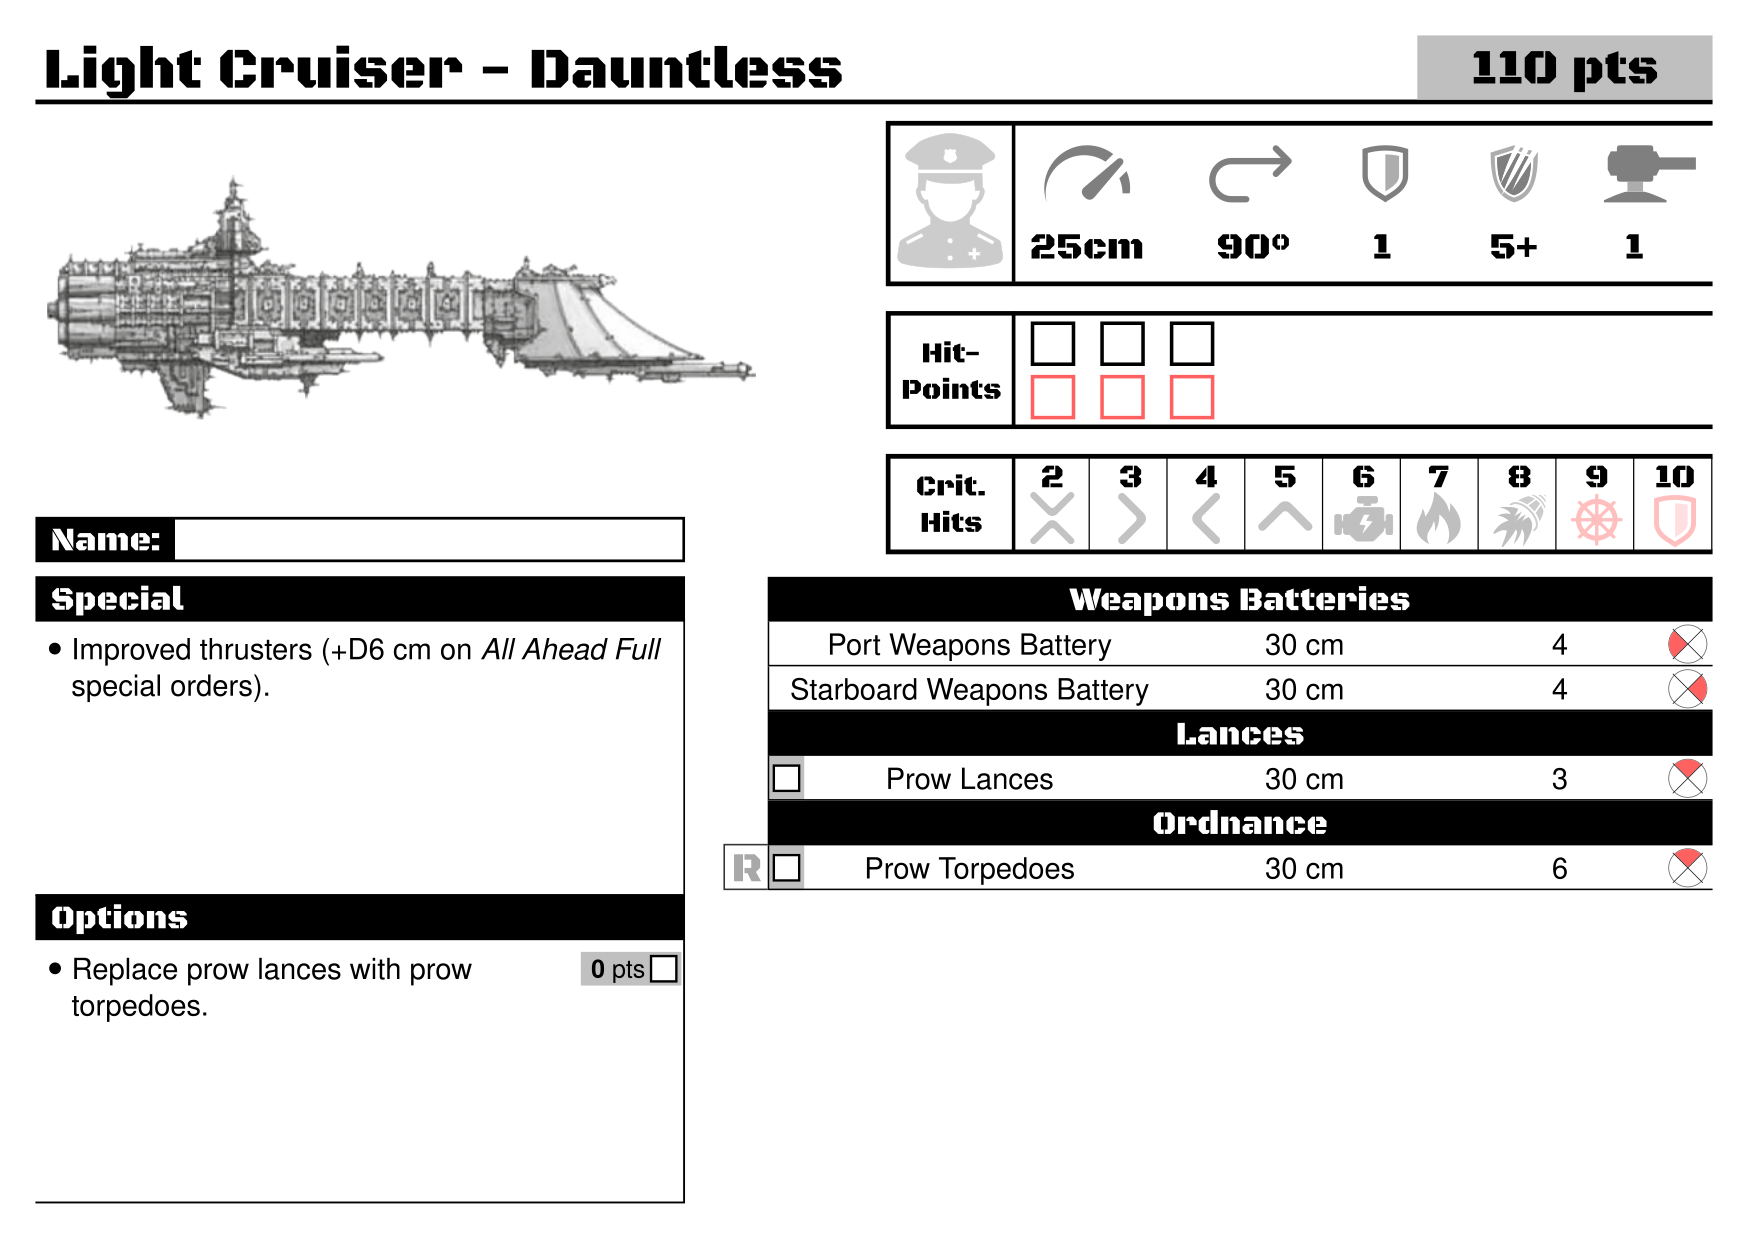 Light Cruiser - Dauntless
110 pts
25cm 90º 1 5+ 1
Hit-
Points
Crit.
Hits
2 3 4 5 6 7 8 9 10
Name:
Special
• Improved thrusters (+D6 cm on All Ahead Full
special orders).
Options
• Replace prow lances with prow
torpedoes.
0 pts
Weapons Batteries
Port Weapons Battery 30 cm 4
Starboard Weapons Battery 30 cm 4
Lances
Prow Lances 30 cm 3
Ordnance
R Prow Torpedoes 30 cm 6